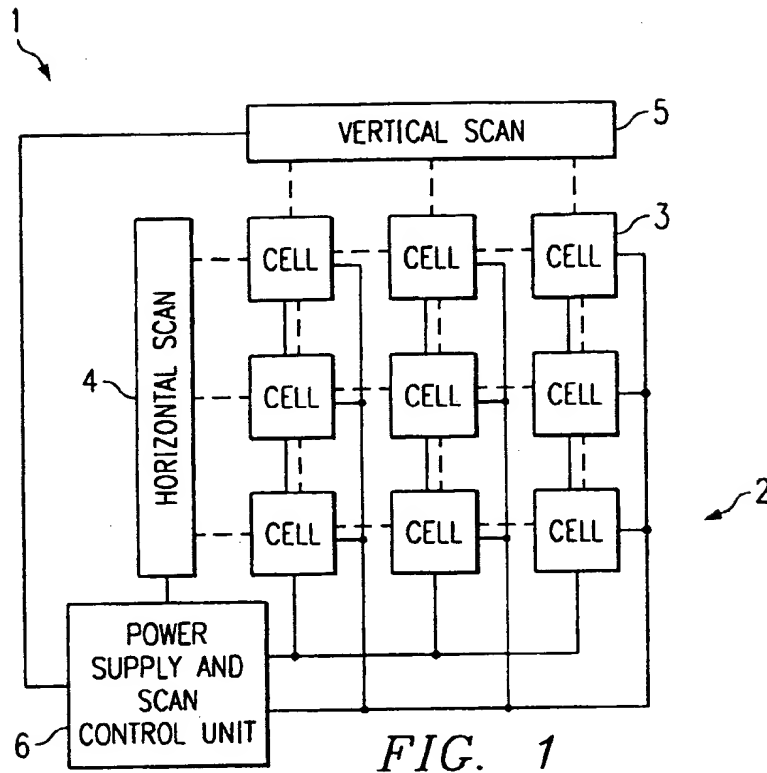 1
VERTICAL SCAN
5
3
CELL CELL CELL
HORIZONTAL SCAN
4
CELL CELL CELL
2
CELL CELL CELL
POWER
SUPPLY AND
SCAN
CONTROL UNIT
6
FIG. 1